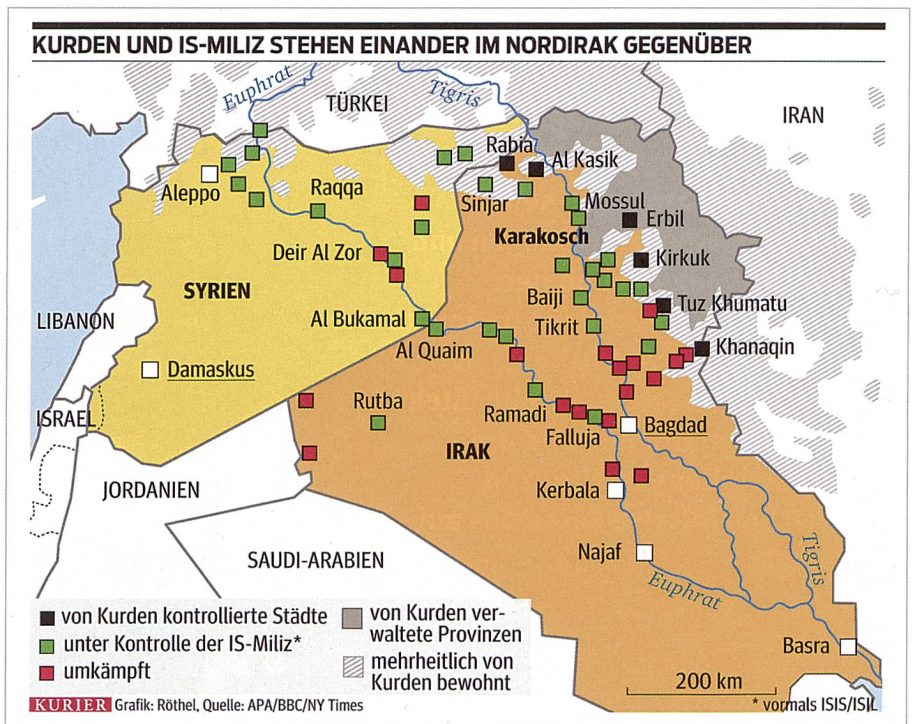 KURDEN UND IS-MILIZ STEHEN EINANDER IM NORDIRAK GEGENÜBER
Euphrat
Tigris
TÜRKEI
IRAN
Rabia
Al Kasik
Aleppo
Raqqa
Sinjar
Mossul
Erbil
Karakosch
Deir Al Zor
Kirkuk
SYRIEN
Baiji
Tuz Khumatu
LIBANON
Al Bukamal
Tikrit
Al Quaim
Khanaqin
Damaskus
ISRAEL
Rutba
Ramadi
Falluja
Bagdad
IRAK
JORDANIEN
Kerbala
SAUDI-ARABIEN
Najaf
Euphrat
Tigris
Basra
von Kurden kontrollierte Städte
unter Kontrolle der IS-Miliz*
umkämpft
von Kurden ver-
waltete Provinzen
mehrheitlich von
Kurden bewohnt
200 km
KURIER Grafik: Röthel, Quelle: APA/BBC/NY Times
* vormals ISIS/ISIL